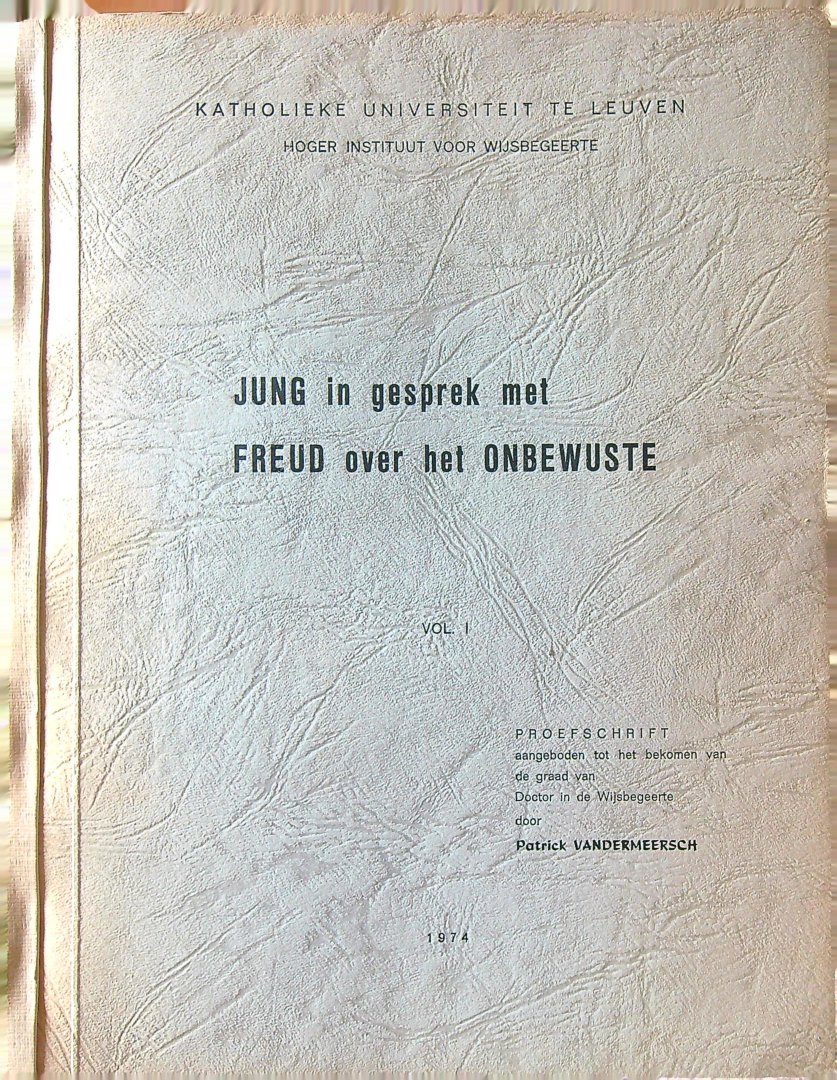 KATHOLIEKE UNIVERSITEIT TE LEUVEN
HOGER INSTITUUT VOOR WIJSBEGEERTE
JUNG in gesprek met
FREUD over het ONBEWUSTE
VOL. I
PROEFSCHRIFT
aangeboden tot het bekomen van
de graad van
Doctor in de Wijsbegeerte
door
Patrick VANDERMEERSCH
1974